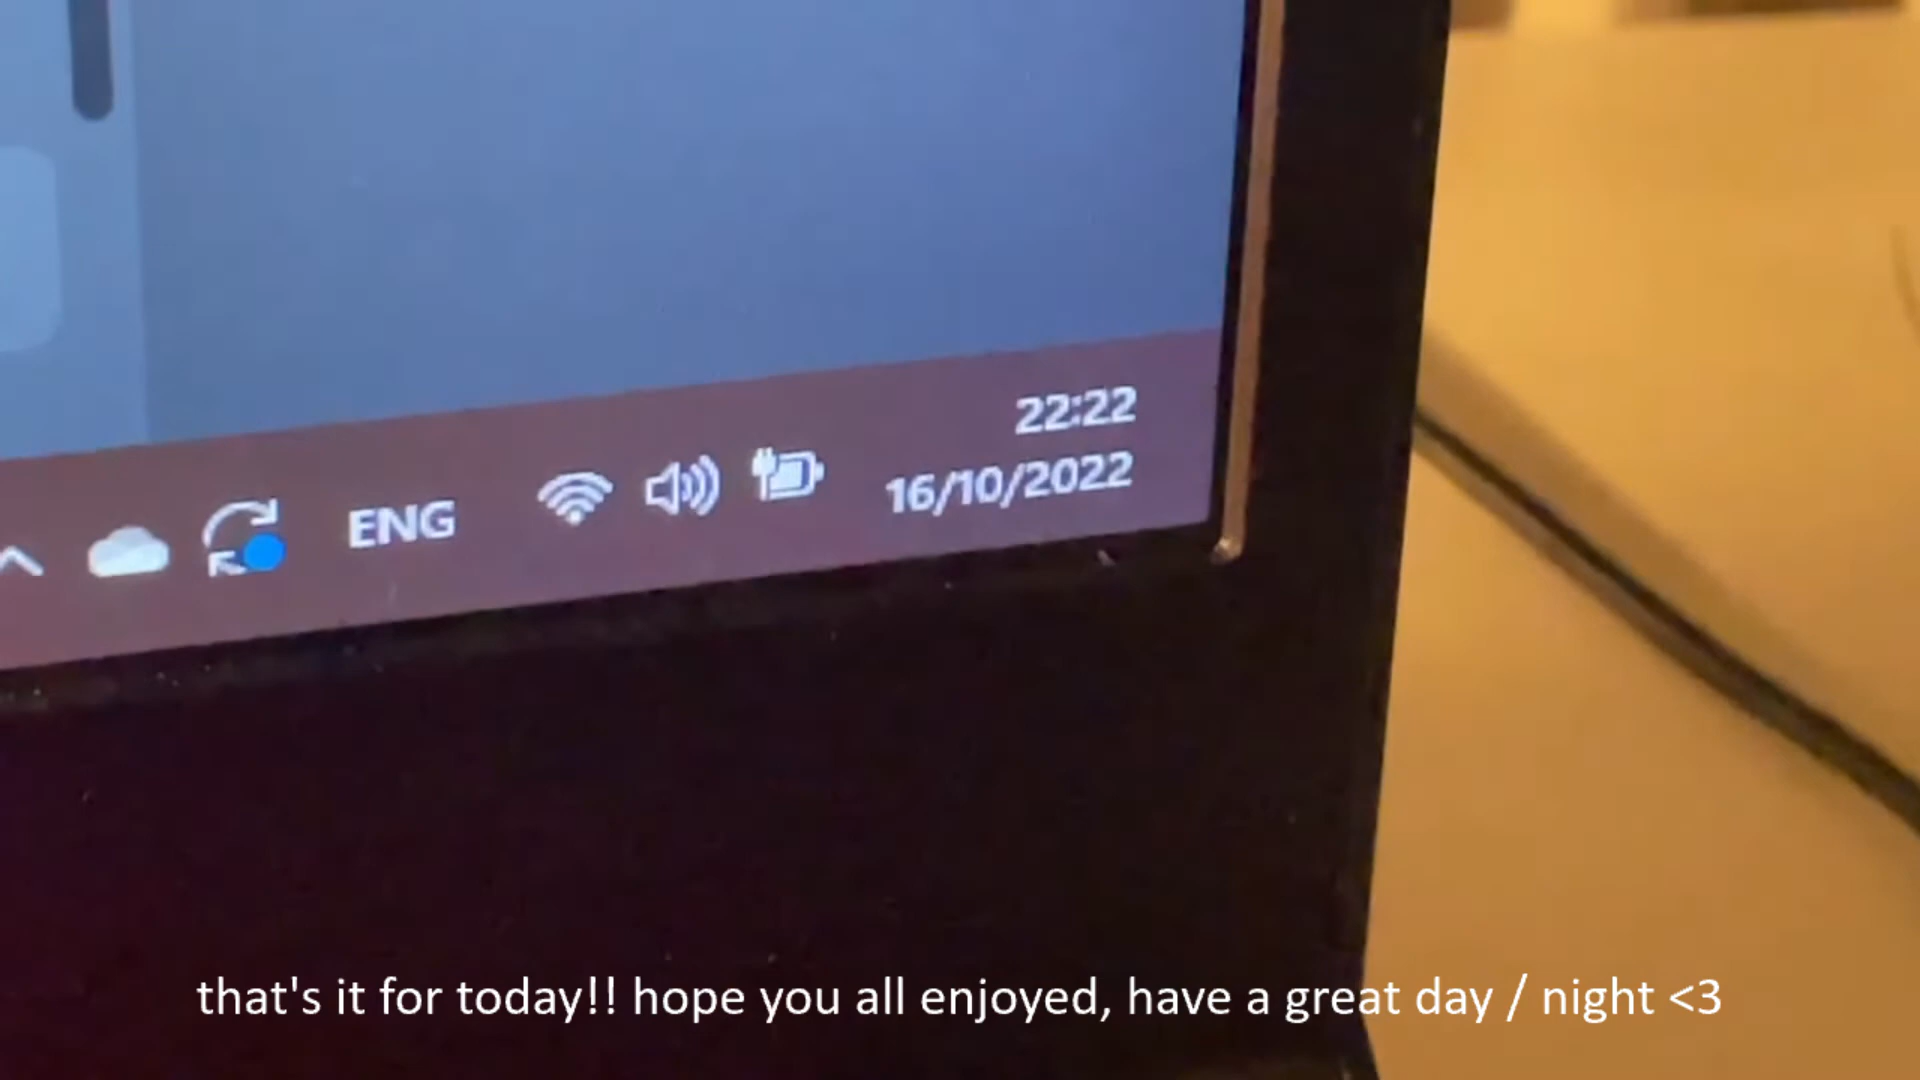 22:22
ENG
16/10/2022
that's it for today!! hope you all enjoyed, have a great day / night <3